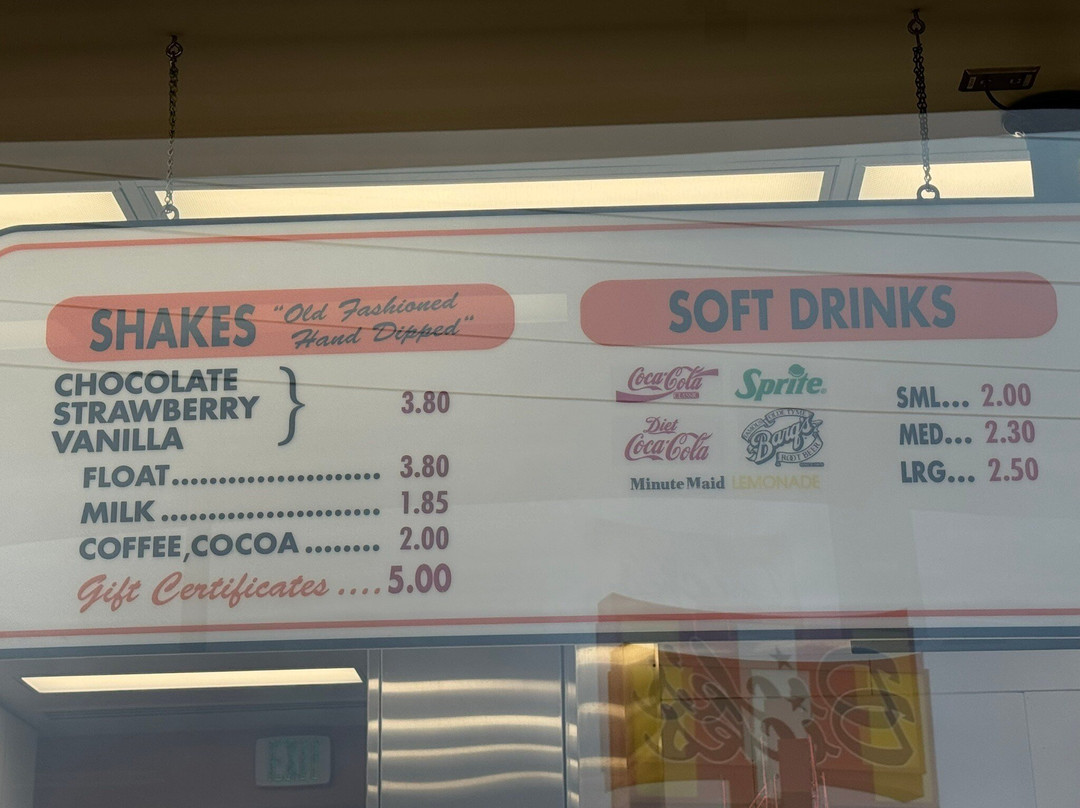 SHAKES "Old Fashioned
Hand Dipped"
CHOCOLATE
STRAWBERRY } 3.80
VANILLA
FLOAT...................... 3.80
MILK ...................... 1.85
COFFEE,COCOA ........ 2.00
Gift Certificates .... 5.00
SOFT DRINKS
Coca-Cola Sprite
Diet Coca-Cola
Barq's
ROOT BEER
Minute Maid LEMONADE
SML... 2.00
MED... 2.30
LRG... 2.50
EXIT